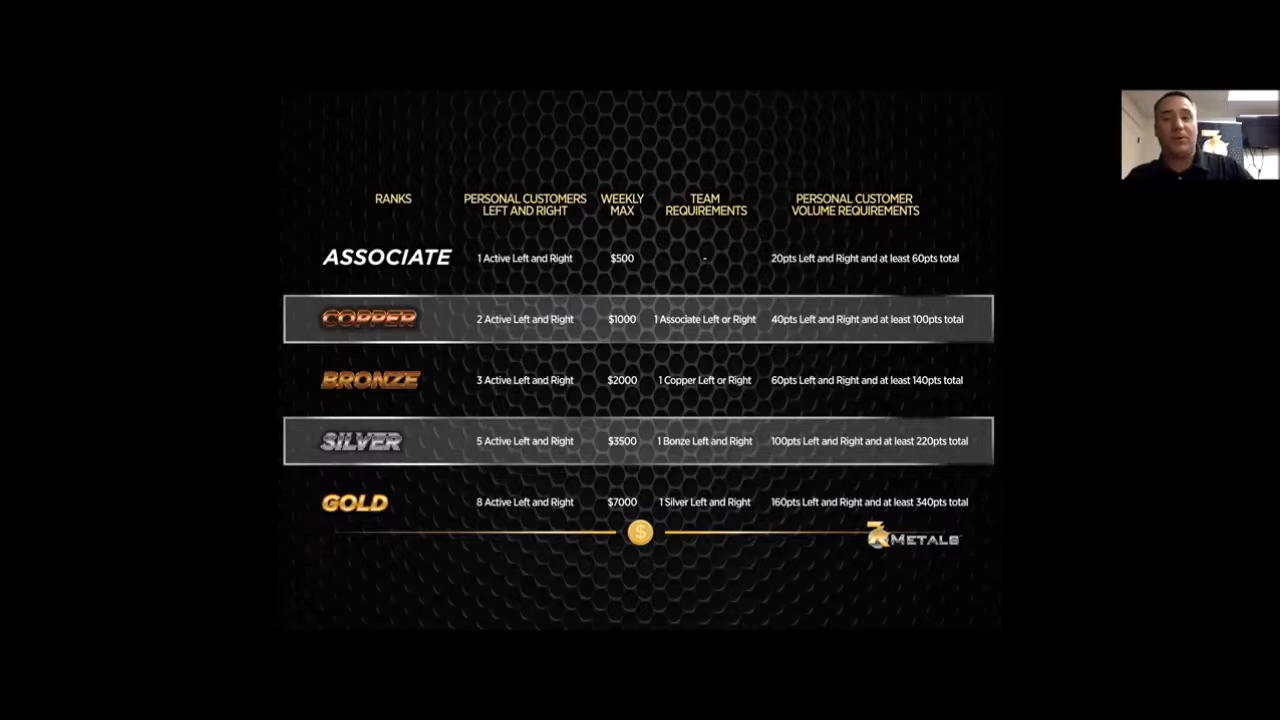 RANKS
PERSONAL CUSTOMERS
LEFT AND RIGHT
WEEKLY
MAX
TEAM
REQUIREMENTS
PERSONAL CUSTOMER
VOLUME REQUIREMENTS
ASSOCIATE 1 Active Left and Right $500 - 20pts Left and Right and at least 60pts total
COPPER 2 Active Left and Right $1000 1 Associate Left or Right 40pts Left and Right and at least 100pts total
BRONZE 3 Active Left and Right $2000 1 Copper Left or Right 60pts Left and Right and at least 140pts total
SILVER 5 Active Left and Right $3500 1 Bonze Left and Right 100pts Left and Right and at least 220pts total
GOLD 8 Active Left and Right $7000 1 Silver Left and Right 160pts Left and Right and at least 340pts total
$
7K METALS